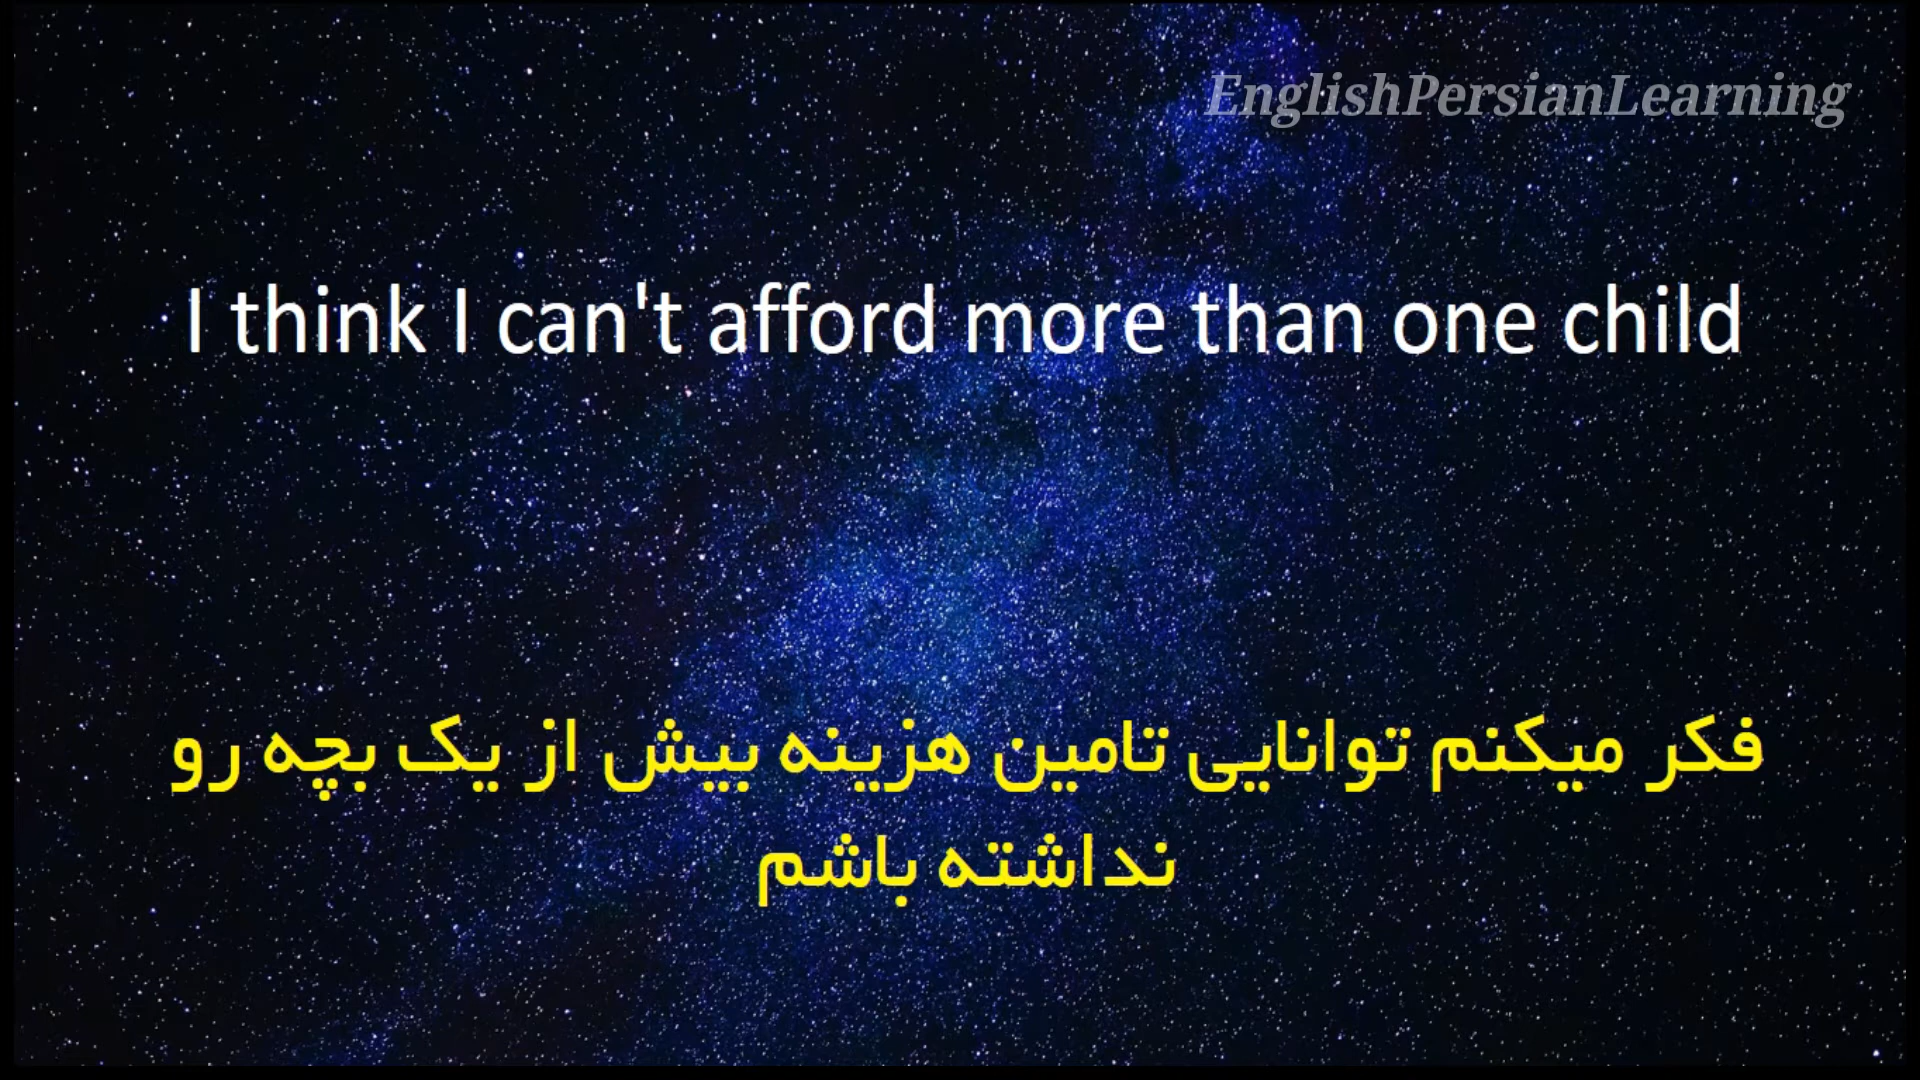 EnglishPersianLearning
I think I can't afford more than one child
فکر میکنم توانایی تامین هزینه بیش از یک بچه رو
نداشته باشم